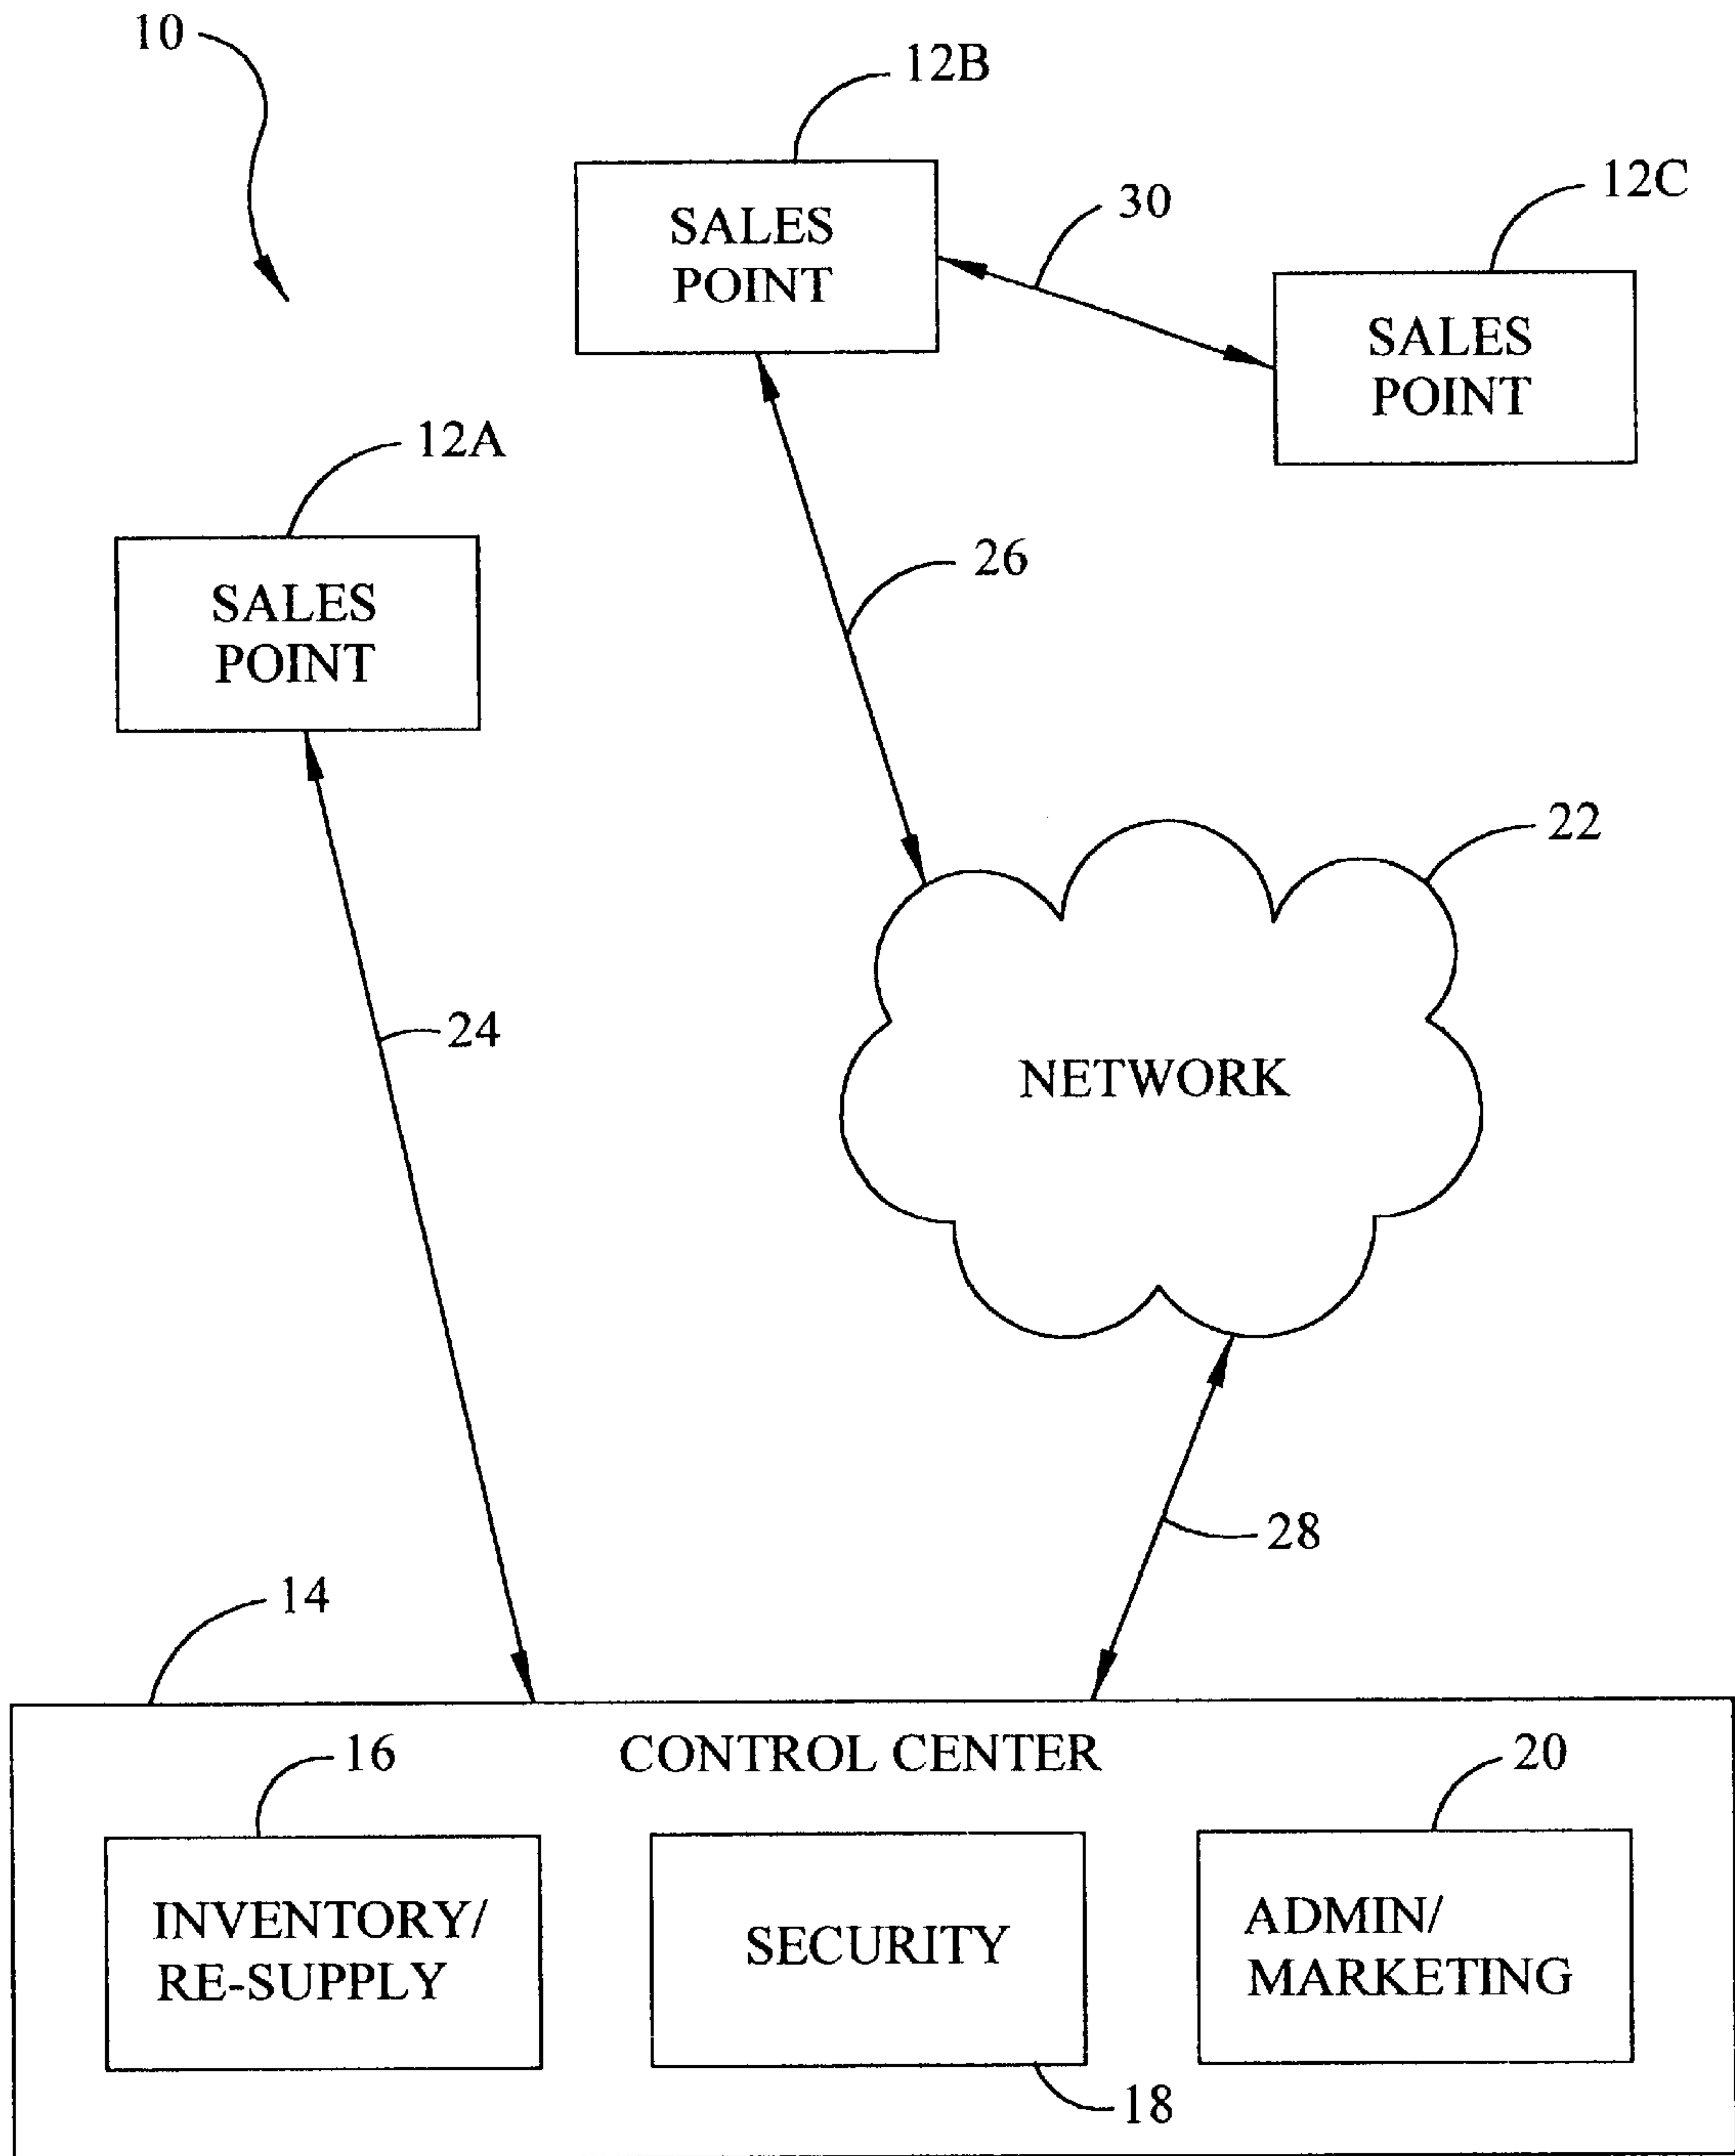 10
12B
SALES
POINT
30
12C
SALES
POINT
12A
SALES
POINT
26
22
NETWORK
24
28
14
CONTROL CENTER
16
INVENTORY/
RE-SUPPLY
SECURITY
18
20
ADMIN/
MARKETING